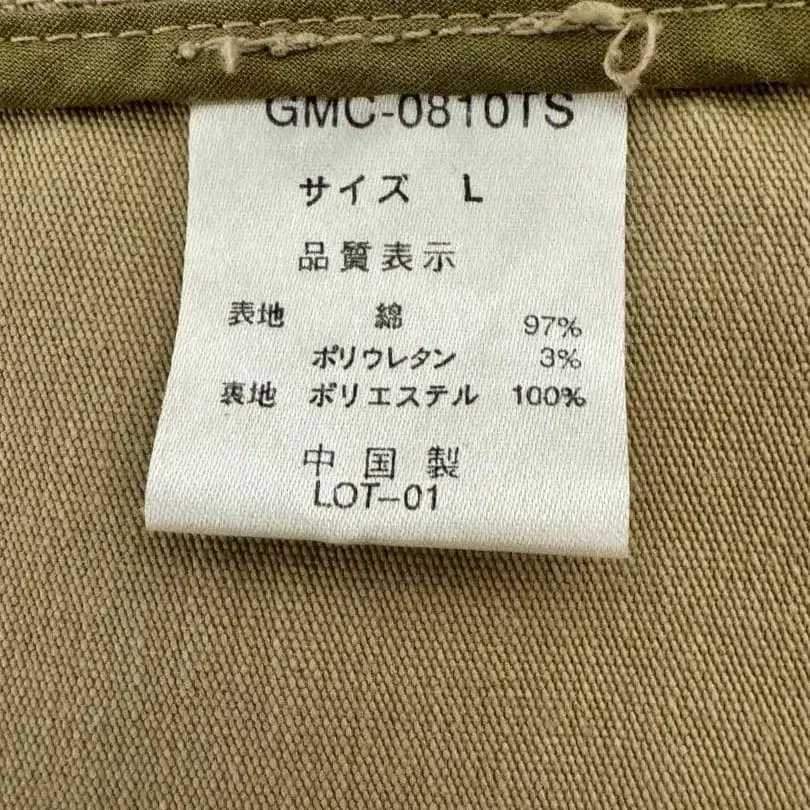 GMC-0810TS
サイズ L
品質表示
表地 綿 97%
ポリウレタン 3%
裏地 ポリエステル 100%
中国製
LOT-01